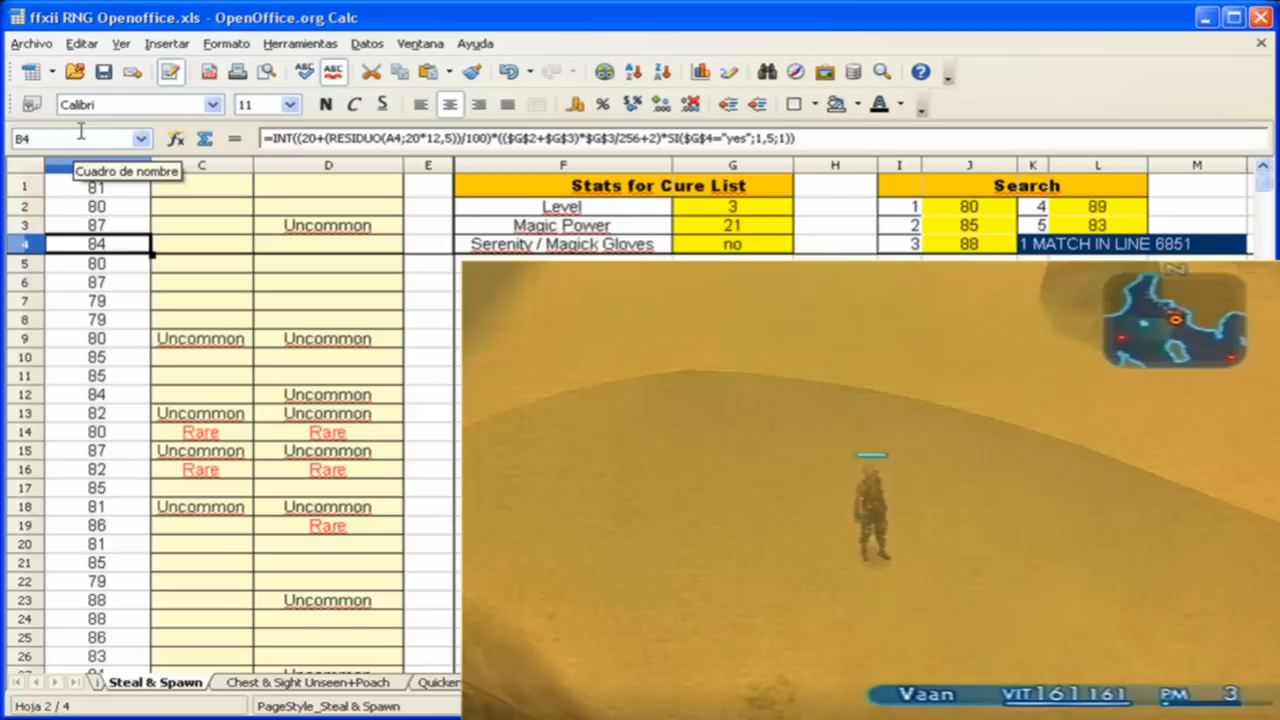 ffxii RNG Openoffice.xls - OpenOffice.org Calc
Archivo Editar Ver Insertar Formato Herramientas Datos Ventana Ayuda
Calibri 11 N C S
B4 =INT((20+(RESIDUO(A4;20*12,5))/100)*(($G$2+$G$3)*$G$3/256+2)*SI($G$4="yes";1,5;1))
Cuadro de nombre
C D E F G H I J K L M
1 81 Stats for Cure List Search
2 80 Level 3 1 80 4 89
3 87 Uncommon Magic Power 21 2 85 5 83
4 84 Serenity / Magick Gloves no 3 88 1 MATCH IN LINE 6851
5 80
6 87
7 79
8 79
9 80 Uncommon Uncommon
10 85
11 85
12 84 Uncommon
13 82 Uncommon Uncommon
14 80 Rare Rare
15 87 Uncommon Uncommon
16 82 Rare Rare
17 85
18 81 Uncommon Uncommon
19 86 Rare
20 81
21 85
22 79
23 88 Uncommon
24 88
25 86
26 83
N
Vaan VIT 161 161 PM 3
Steal & Spawn Chest & Sight Unseen+Poach Quicken
Hoja 2 / 4 PageStyle_Steal & Spawn